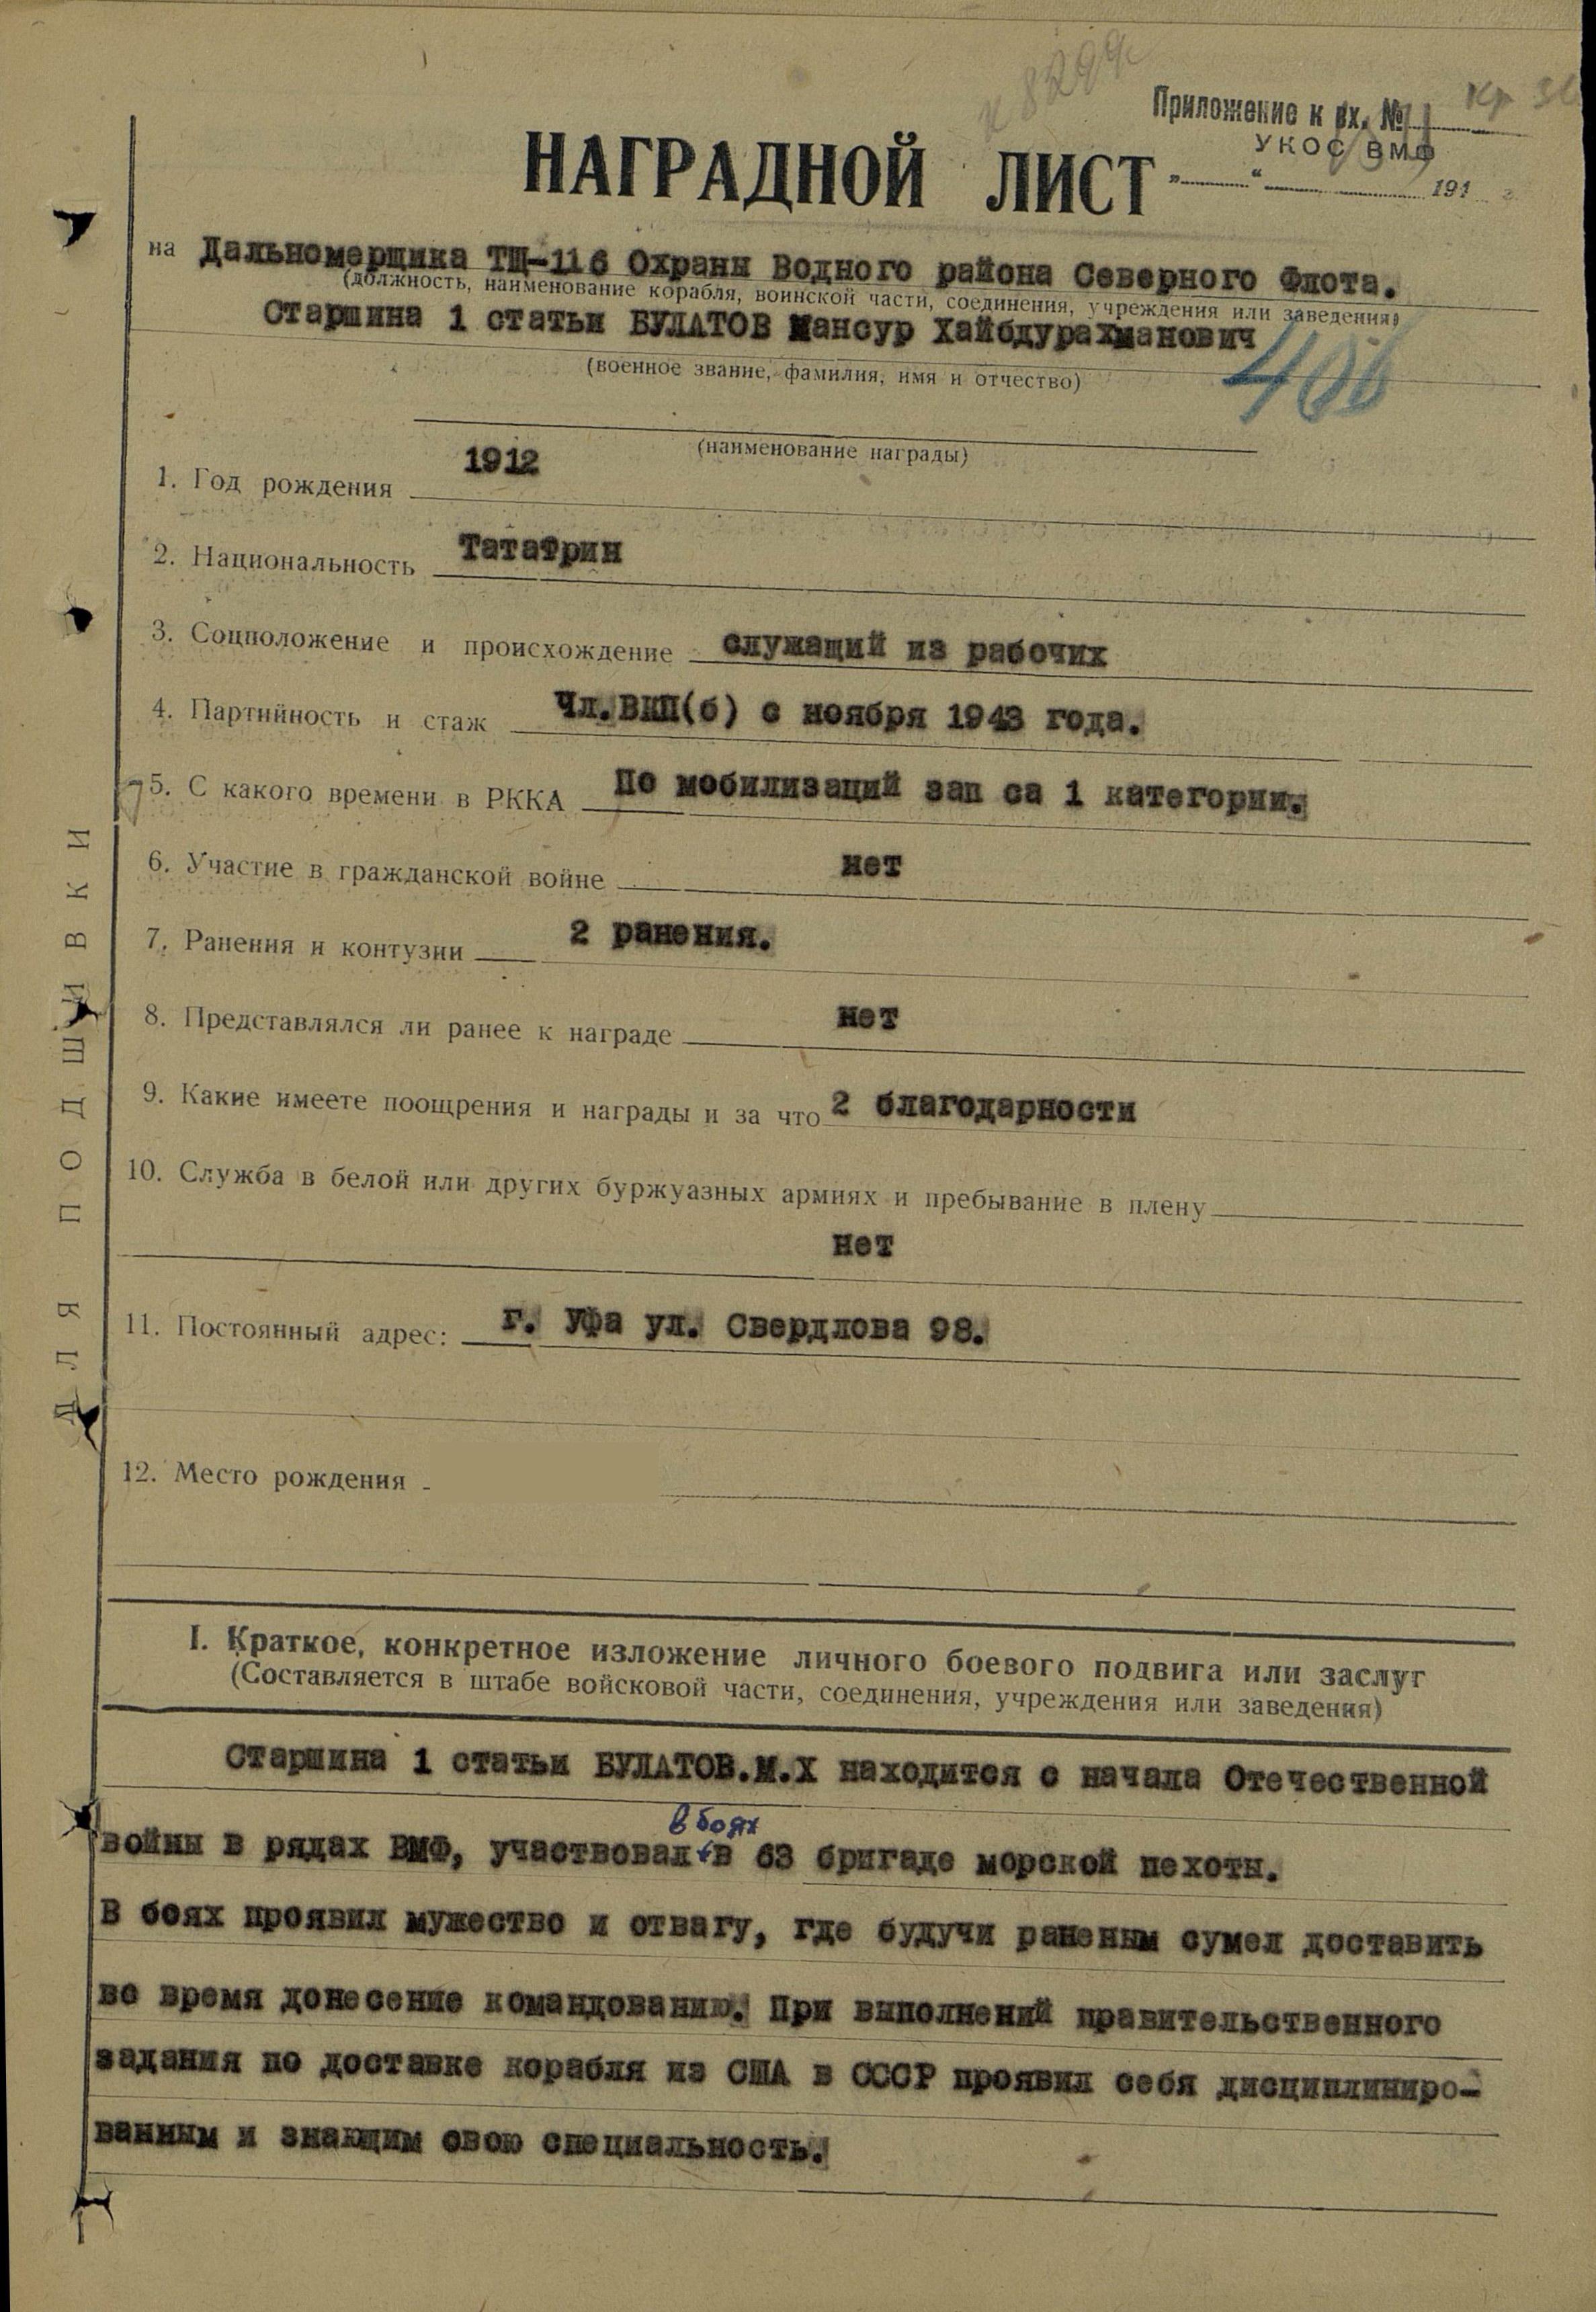 Приложение к вх. №
УКОС ВМФ
НАГРАДНОЙ ЛИСТ
„ “ 191
на Дальномерщика ТЩ-116 Охраны Водного района Северного Флота.
(должность, наименование корабля, воинской части, соединения, учреждения или заведения)
Старшина 1 статьи БУЛАТОВ Мансур Хайбдурахманович
406
(военное звание, фамилия, имя и отчество)
(наименование награды)
1. Год рождения 1912
2. Национальность
3. Соцположение и происхождение служащий из рабочих
4. Партийность и стаж Чл.ВКП(б) с ноября 1943 года.
5. С какого времени в РККА По мобилизаций зап са 1 категории.
6. Участие в гражданской войне нет
7. Ранения и контузии 2 ранения.
8. Представлялся ли ранее к награде нет
9. Какие имеете поощрения и награды и за что 2 благодарности
10. Служба в белой или других буржуазных армиях и пребывание в плену
нет
11. Постоянный адрес: г. Уфа ул. Свердлова 98.
12. Место рождения -
I. Краткое, конкретное изложение личного боевого подвига или заслуг
(Составляется в штабе войсковой части, соединения, учреждения или заведения)
Старшина 1 статьи БУЛАТОВ.М.Х находится с начала Отечественной
в боях
войны в рядах ВМФ, участвовал в 63 бригаде морской пехоты.
В боях проявил мужество и отвагу, где будучи раненым сумел доставить
во время донесение командованию. При выполнений правительственного
задания по доставке корабля из США в СССР проявил себя дисциплиниро-
ванным и знающим свою специальность.
ДЛЯ ПОДШИВКИ